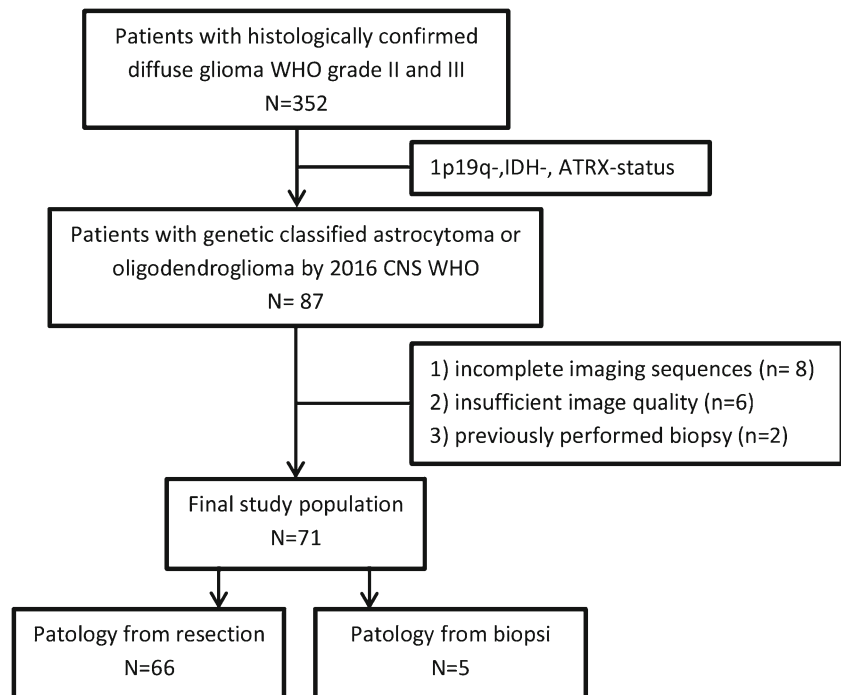 Patients with histologically confirmed
diffuse glioma WHO grade II and III
N=352
1p19q-,IDH-, ATRX-status
Patients with genetic classified astrocytoma or
oligodendroglioma by 2016 CNS WHO
N= 87
1) incomplete imaging sequences (n= 8)
2) insufficient image quality (n=6)
3) previously performed biopsy (n=2)
Final study population
N=71
Patology from resection
N=66
Patology from biopsi
N=5